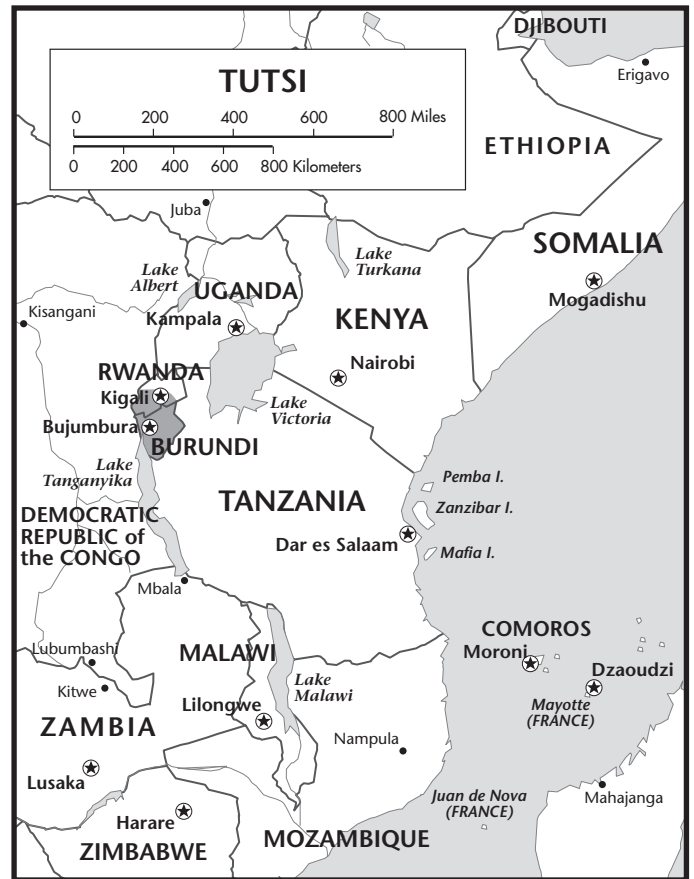 DJIBOUTI
Erigavo
TUTSI
0 200 400 600 800 Miles
0 200 400 600 800 Kilometers
ETHIOPIA
Juba
SOMALIA
Mogadishu
Lake
Turkana
Lake
Albert
UGANDA
Kampala
KENYA
Kisangani
Nairobi
RWANDA
Kigali
Lake
Victoria
Bujumbura
BURUNDI
Lake
Tanganyika
Pemba I.
TANZANIA
Zanzibar I.
DEMOCRATIC
REPUBLIC of
the CONGO
Dar es Salaam
Mafia I.
Mbala
COMOROS
Moroni
Lubumbashi
MALAWI
Dzaoudzi
Kitwe
Lake
Malawi
Lilongwe
Mayotte
(FRANCE)
ZAMBIA
Nampula
Lusaka
Juan de Nova
(FRANCE)
Mahajanga
Harare
MOZAMBIQUE
ZIMBABWE